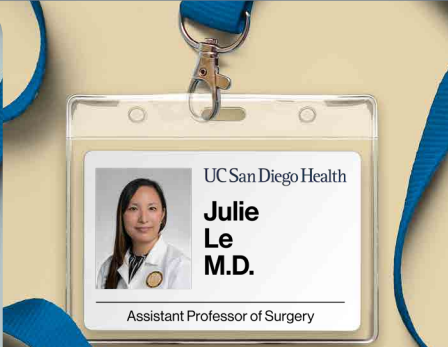 UC San Diego Health
Julie
Le
M.D.
Assistant Professor of Surgery